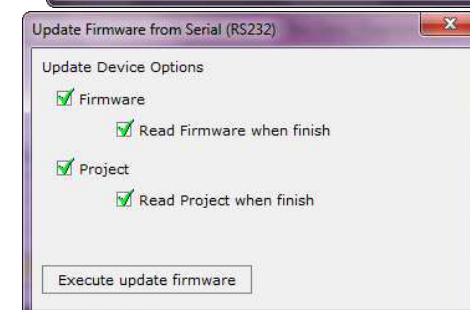 Update Firmware from Serial (RS232)
Update Device Options
Firmware
Read Firmware when finish
Project
Read Project when finish
Execute update firmware